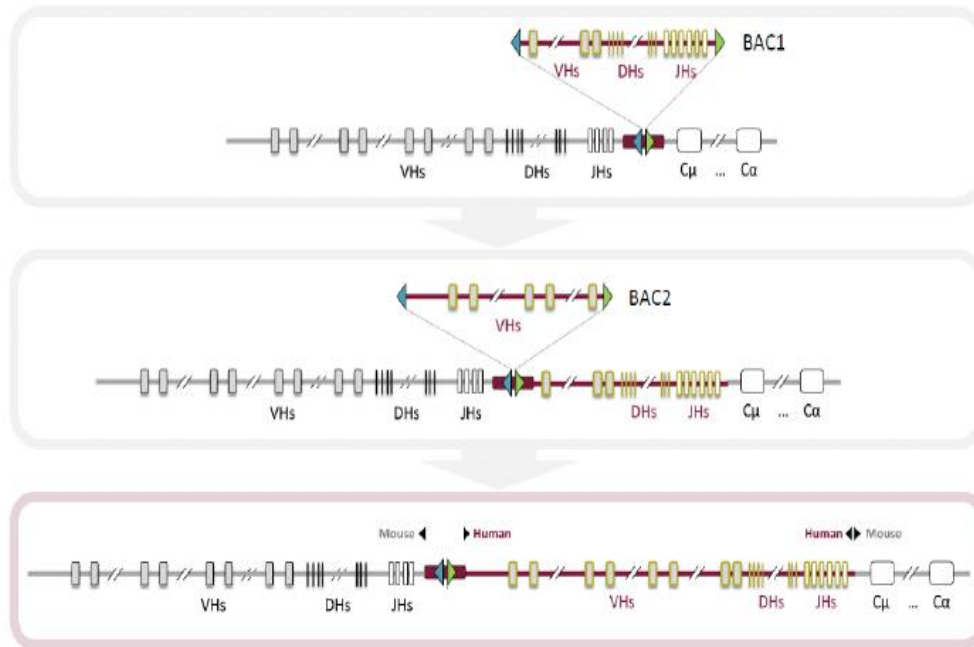 BAC1
VHs DHs JHs
VHs DHs JHs Cμ ... Cα
BAC2
VHs
VHs DHs JHs DHs JHs Cμ ... Cα
Mouse Human Human Mouse
VHs DHs JHs VHs DHs JHs Cμ ... Cα